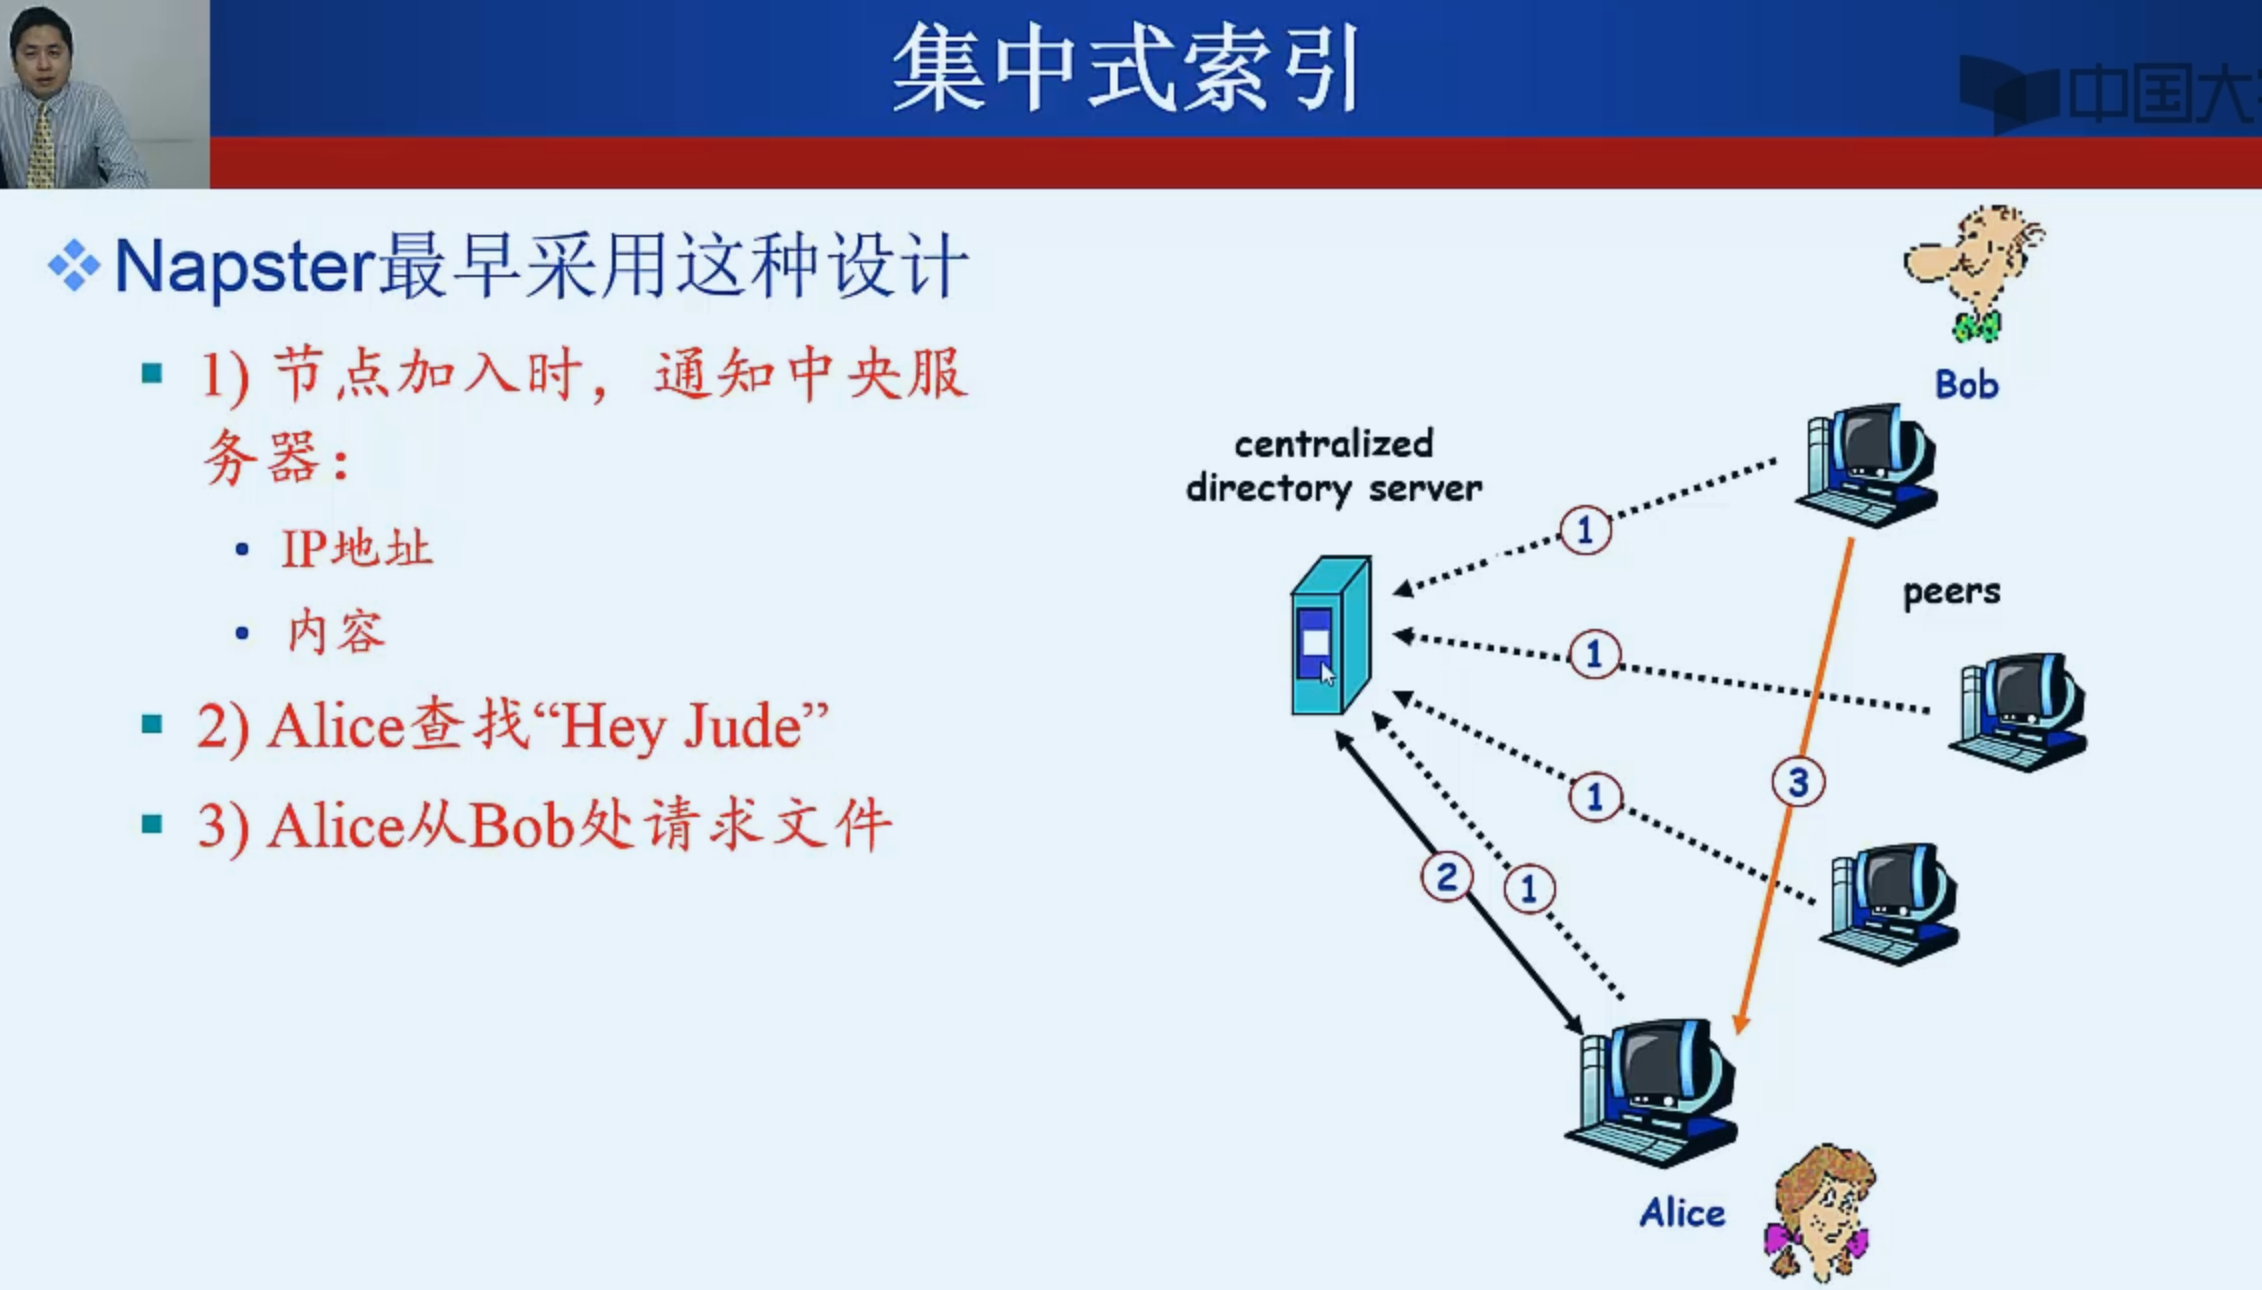 集中式索引
中国大
Napster最早采用这种设计
1) 节点加入时，通知中央服
务器：
IP地址
内容
2) Alice查找“Hey Jude”
3) Alice从Bob处请求文件
Bob
centralized
directory server
1
peers
1
3
1
2
1
Alice